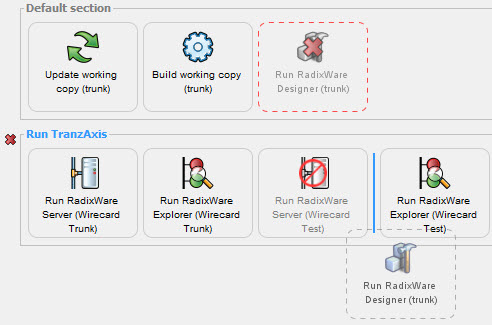 Default section
Update working
copy (trunk)
Build working copy
(trunk)
Run RadixWare
Designer (trunk)
Run TranzAxis
Run RadixWare
Server (Wirecard
Trunk)
Run RadixWare
Explorer (Wirecard
Trunk)
Run RadixWare
Server (Wirecard
Test)
Run RadixWare
Explorer (Wirecard
Test)
Run RadixWare
Designer (trunk)